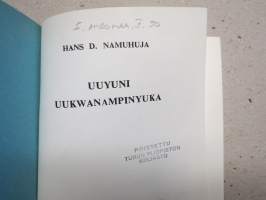 HANS D. NAMUHUJA
UUYUNI
UUKWANAMPINYUKA
POISTETTU
TURUN YLIOPISTON
KIRJASTO